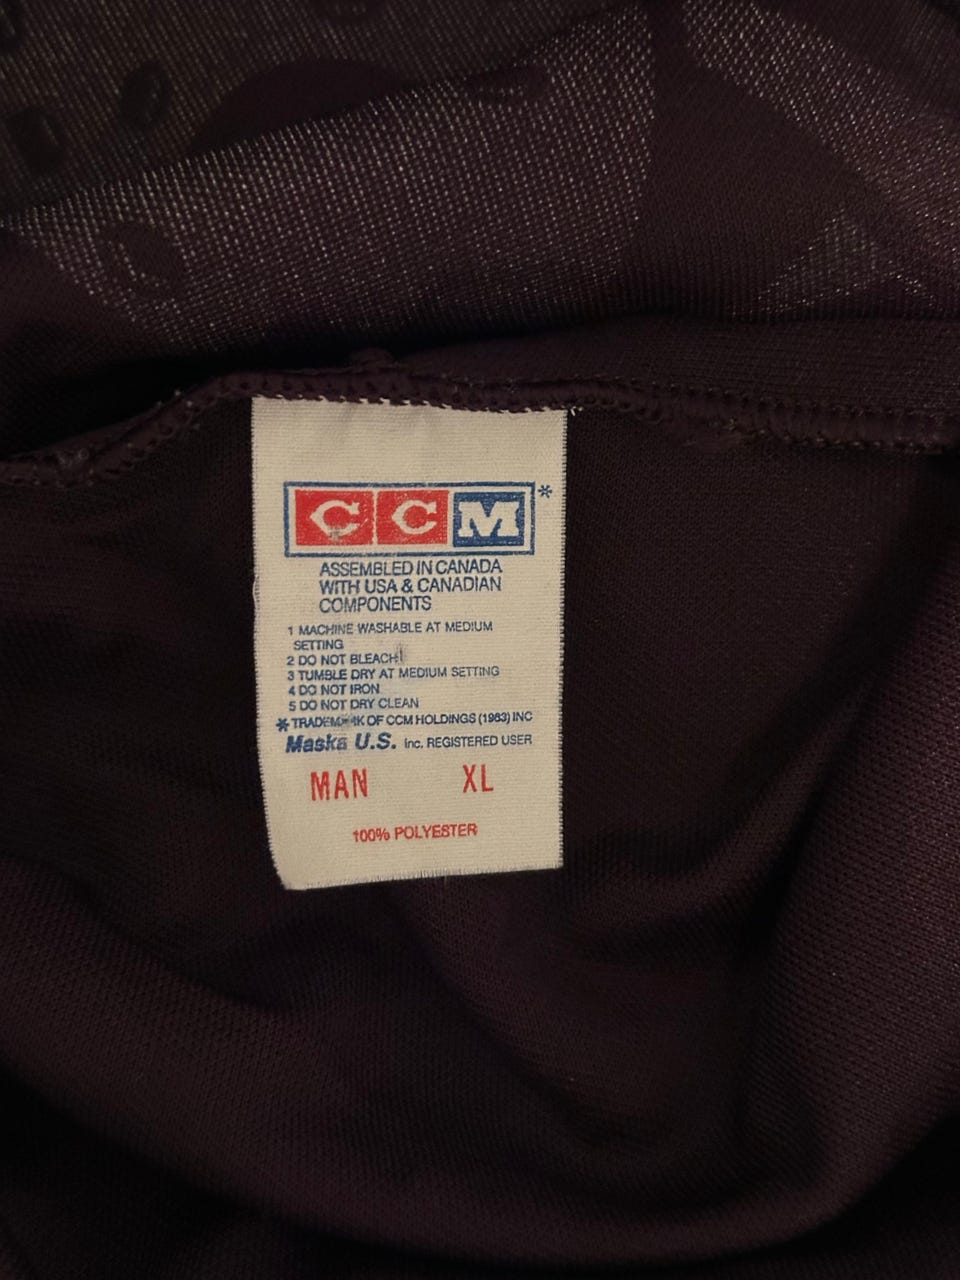 CCM*
ASSEMBLED IN CANADA
WITH USA & CANADIAN
COMPONENTS
1 MACHINE WASHABLE AT MEDIUM
SETTING
2 DO NOT BLEACH
3 TUMBLE DRY AT MEDIUM SETTING
4 DO NOT IRON
5 DO NOT DRY CLEAN
* TRADEMARK OF CCM HOLDINGS (1983) INC
Maska U.S. Inc. REGISTERED USER
MAN XL
100% POLYESTER